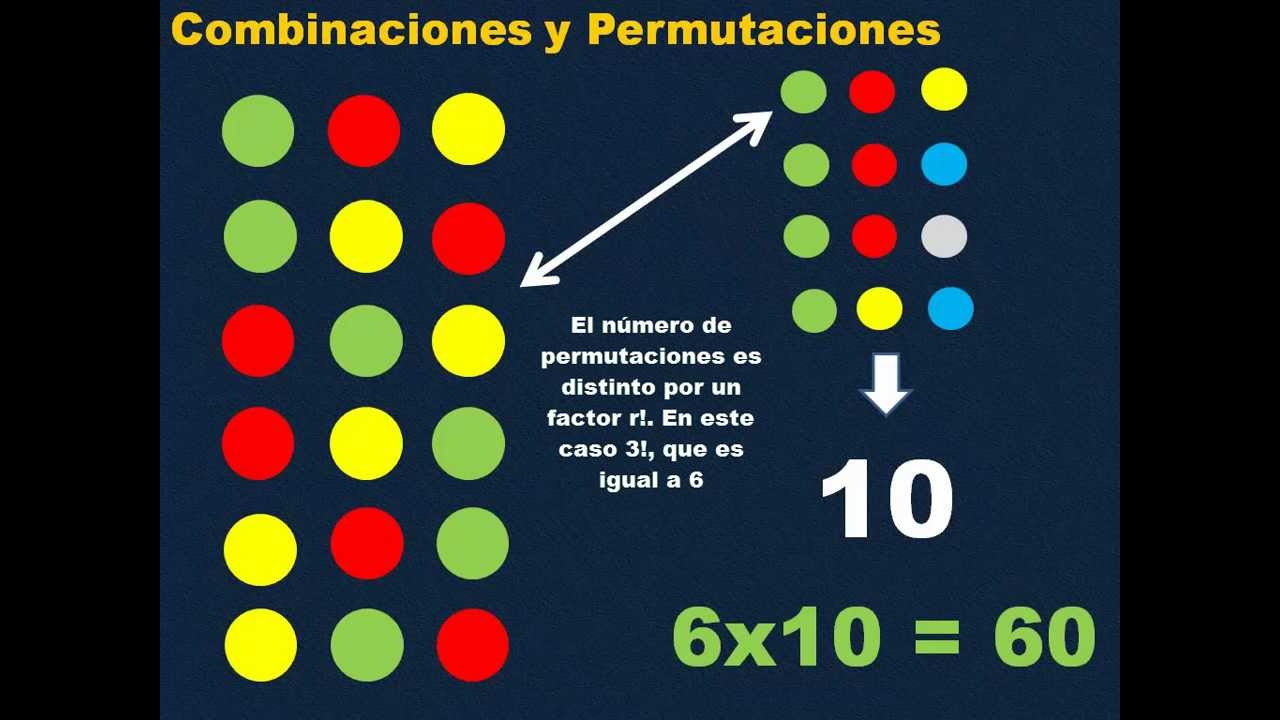 Combinaciones y Permutaciones
El número de
permutaciones es
distinto por un
factor r!. En este
caso 3!, que es
igual a 6
10
6x10 = 60